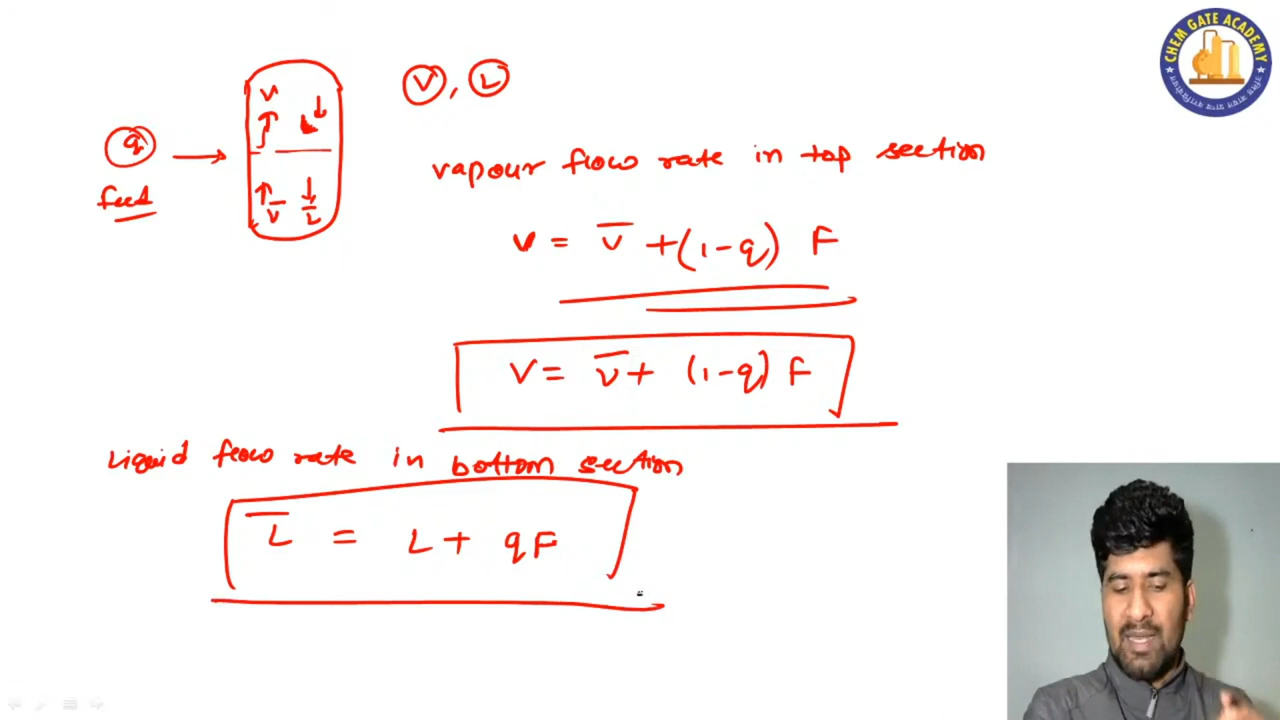 CHEM GATE ACADEMY
V, L
q
feed
V L
V̅ L̅
vapour flow rate in top section
V = V̅ + (1-q) F
V = V̅ + (1-q) F
Liquid flow rate in bottom section
L̅ = L + qF